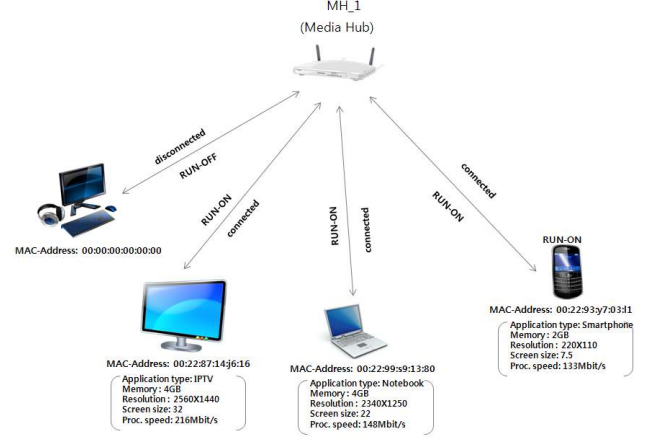 MH_1
(Media Hub)
disconnected
RUN-OFF
RUN-ON
connected
RUN-ON
connected
connected
RUN-ON
MAC-Address: 00:00:00:00:00:00
RUN-ON
MAC-Address: 00:22:93:y7:03:l1
Application type: Smartphone
Memory : 2GB
Resolution : 220X110
Screen size: 7.5
Proc. speed: 133Mbit/s
MAC-Address: 00:22:87:14:j6:16
Application type: IPTV
Memory : 4GB
Resolution : 2560X1440
Screen size: 32
Proc. speed: 216Mbit/s
MAC-Address: 00:22:99:s9:13:80
Application type: Notebook
Memory : 4GB
Resolution : 2340X1250
Screen size: 22
Proc. speed: 148Mbit/s